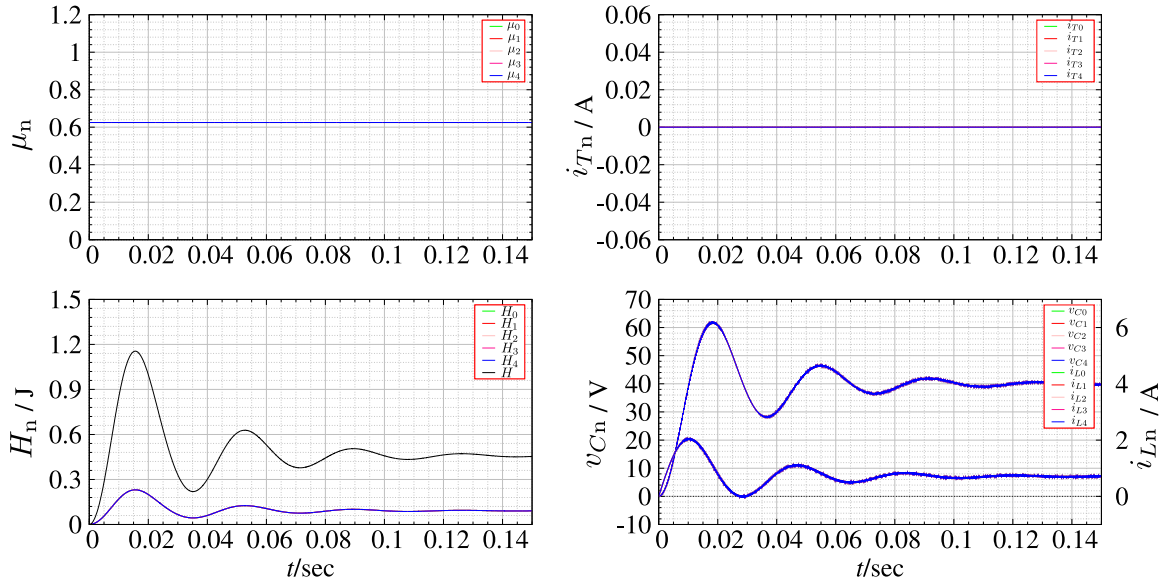 1.2
1
0.8
0.6
0.4
0.2
0
μn
0 0.02 0.04 0.06 0.08 0.1 0.12 0.14
μ0
μ1
μ2
μ3
μ4
0.06
0.04
0.02
0
-0.02
-0.04
-0.06
iTn / A
0 0.02 0.04 0.06 0.08 0.1 0.12 0.14
iT0
iT1
iT2
iT3
iT4
1.5
1.2
0.9
0.6
0.3
0
Hn / J
0 0.02 0.04 0.06 0.08 0.1 0.12 0.14
t/sec
H0
H1
H2
H3
H4
H
70
60
50
40
30
20
10
0
-10
vCn / V
0 0.02 0.04 0.06 0.08 0.1 0.12 0.14
t/sec
vC0
vC1
vC2
vC3
vC4
iL0
iL1
iL2
iL3
iL4
6
4
2
0
iLn / A